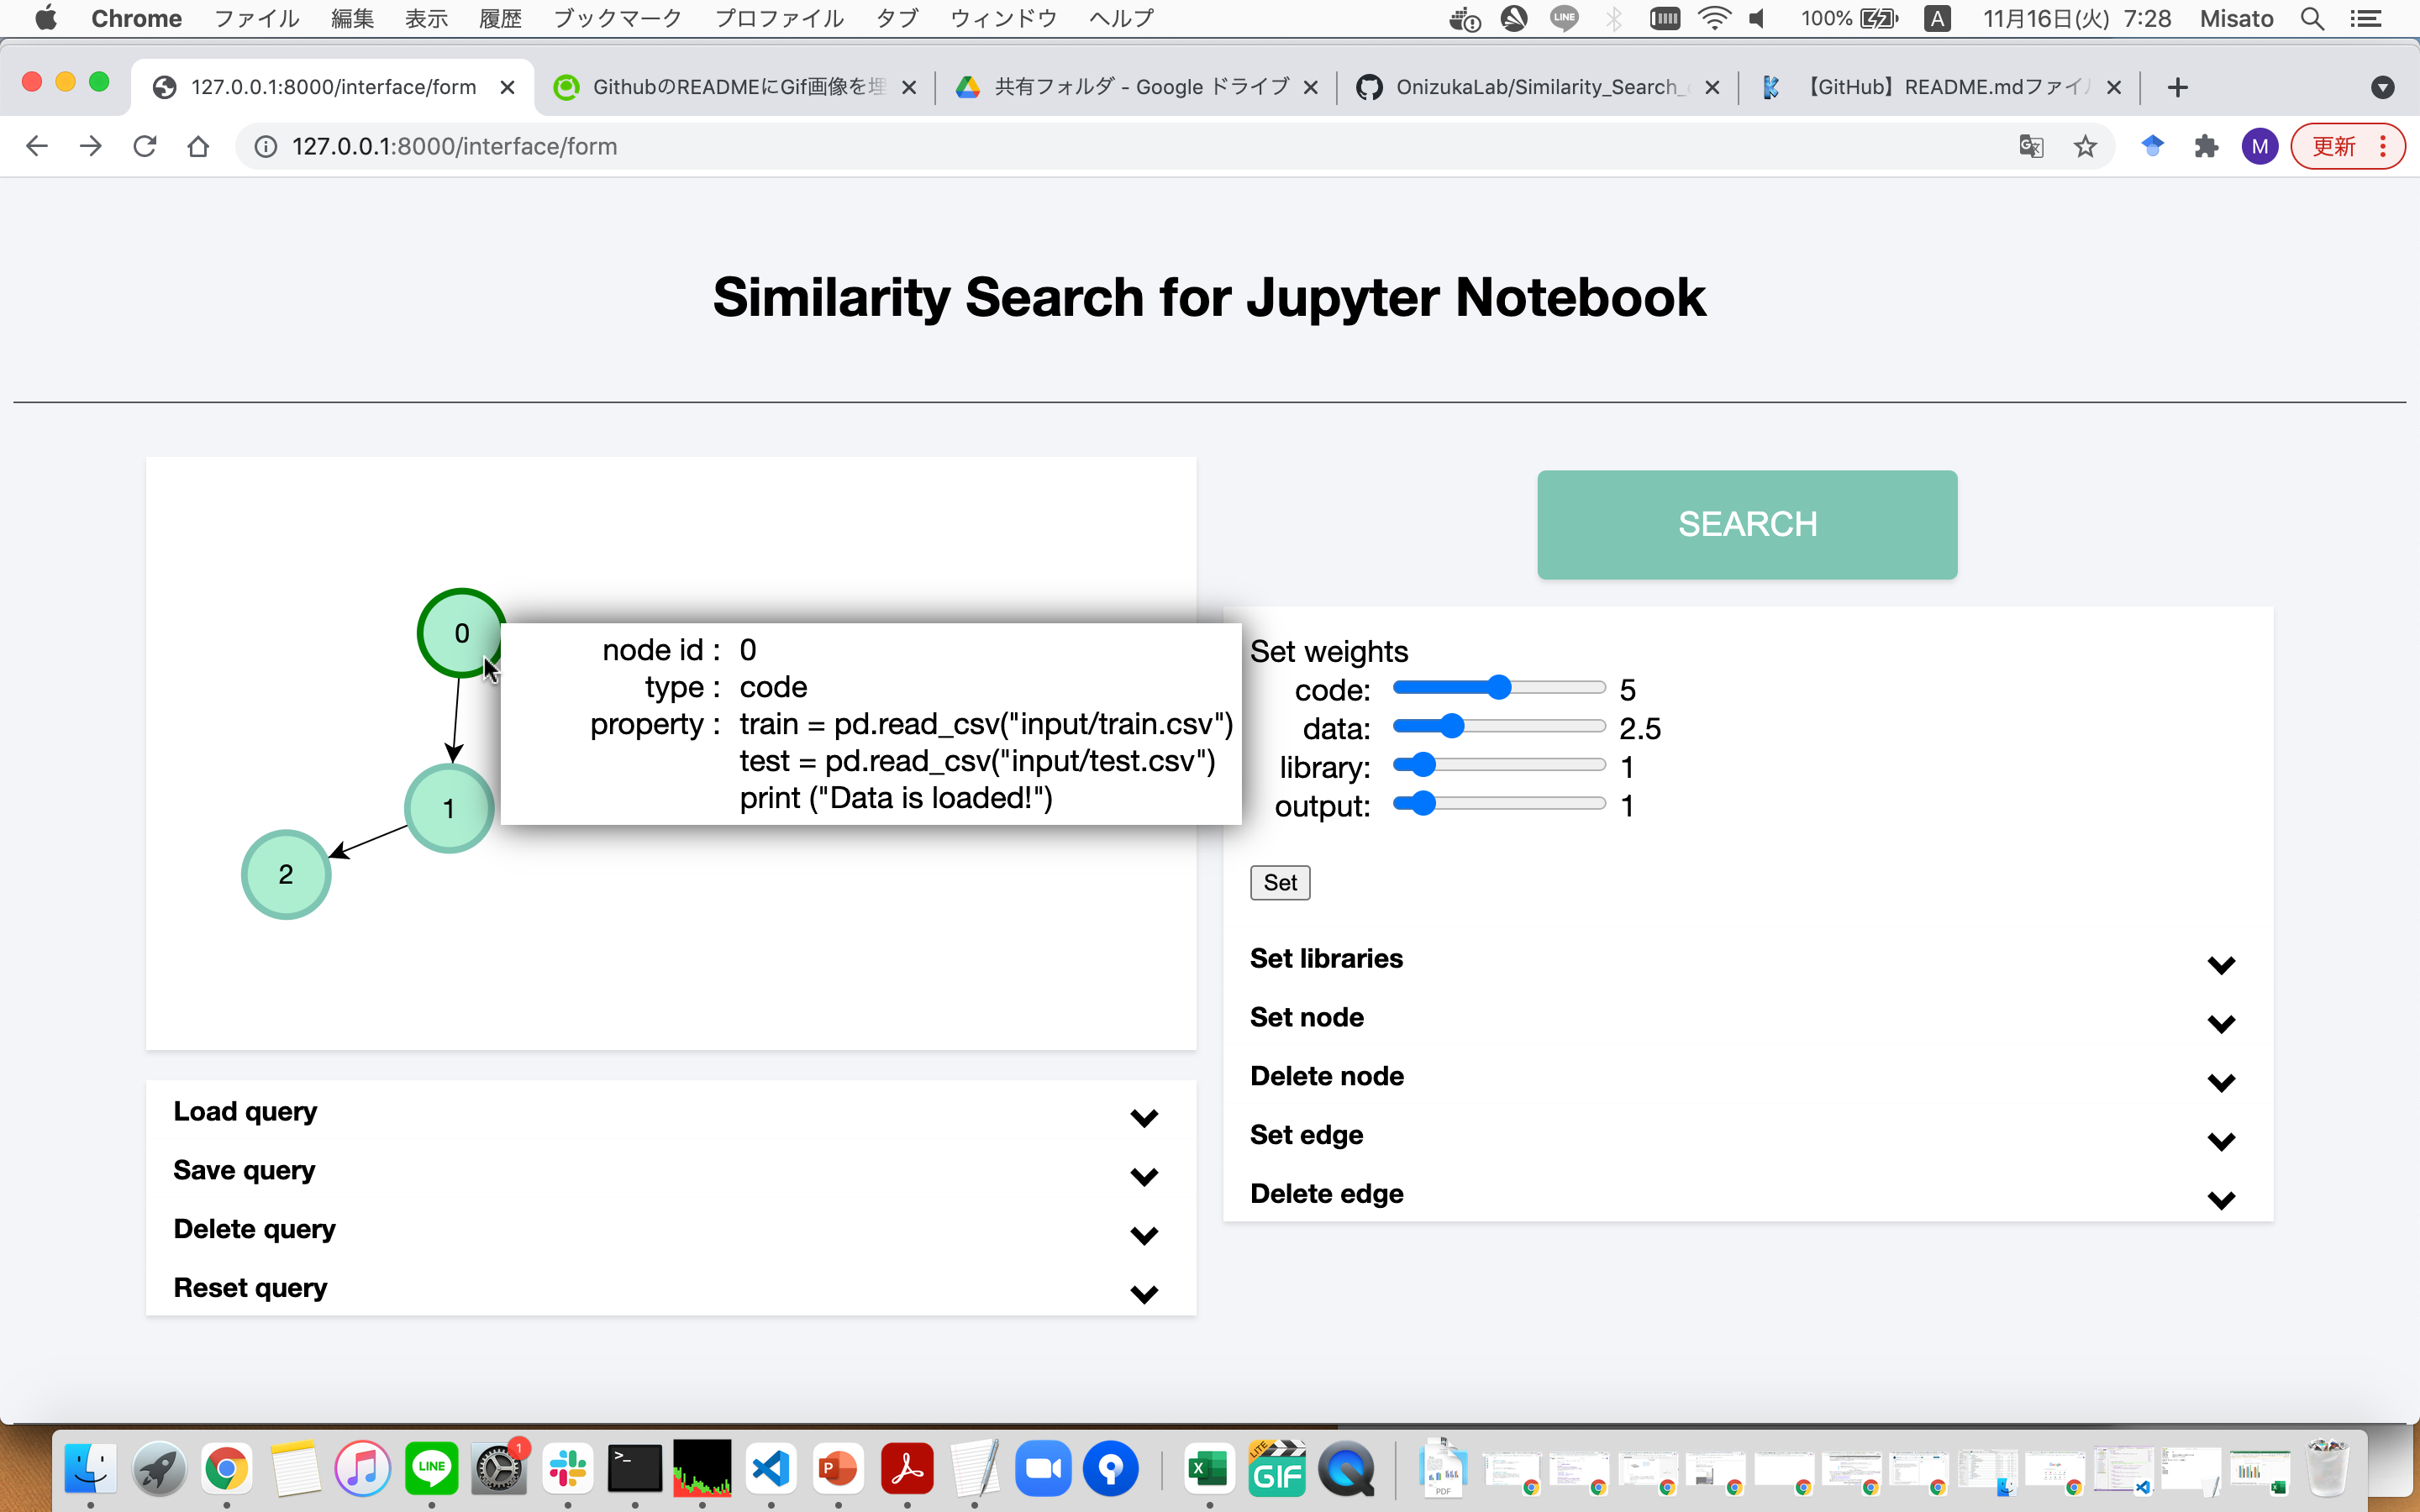 Chrome ファイル 編集 表示 履歴 ブックマーク プロファイル タブ ウィンドウ ヘルプ LINE 100% A 11月16日(火) 7:28 Misato
127.0.0.1:8000/interface/form GithubのREADMEにGif画像を埋 共有フォルダ - Google ドライブ OnizukaLab/Similarity_Search_ 【GitHub】README.mdファイ
127.0.0.1:8000/interface/form M 更新
Similarity Search for Jupyter Notebook
SEARCH
0
1
2
node id : 0
type : code
property : train = pd.read_csv("input/train.csv")
test = pd.read_csv("input/test.csv")
print ("Data is loaded!")
Set weights
code: 5
data: 2.5
library: 1
output: 1
Set
Set libraries
Set node
Delete node
Set edge
Delete edge
Load query
Save query
Delete query
Reset query
LINE 1 >_ P X LITE GIF PDF